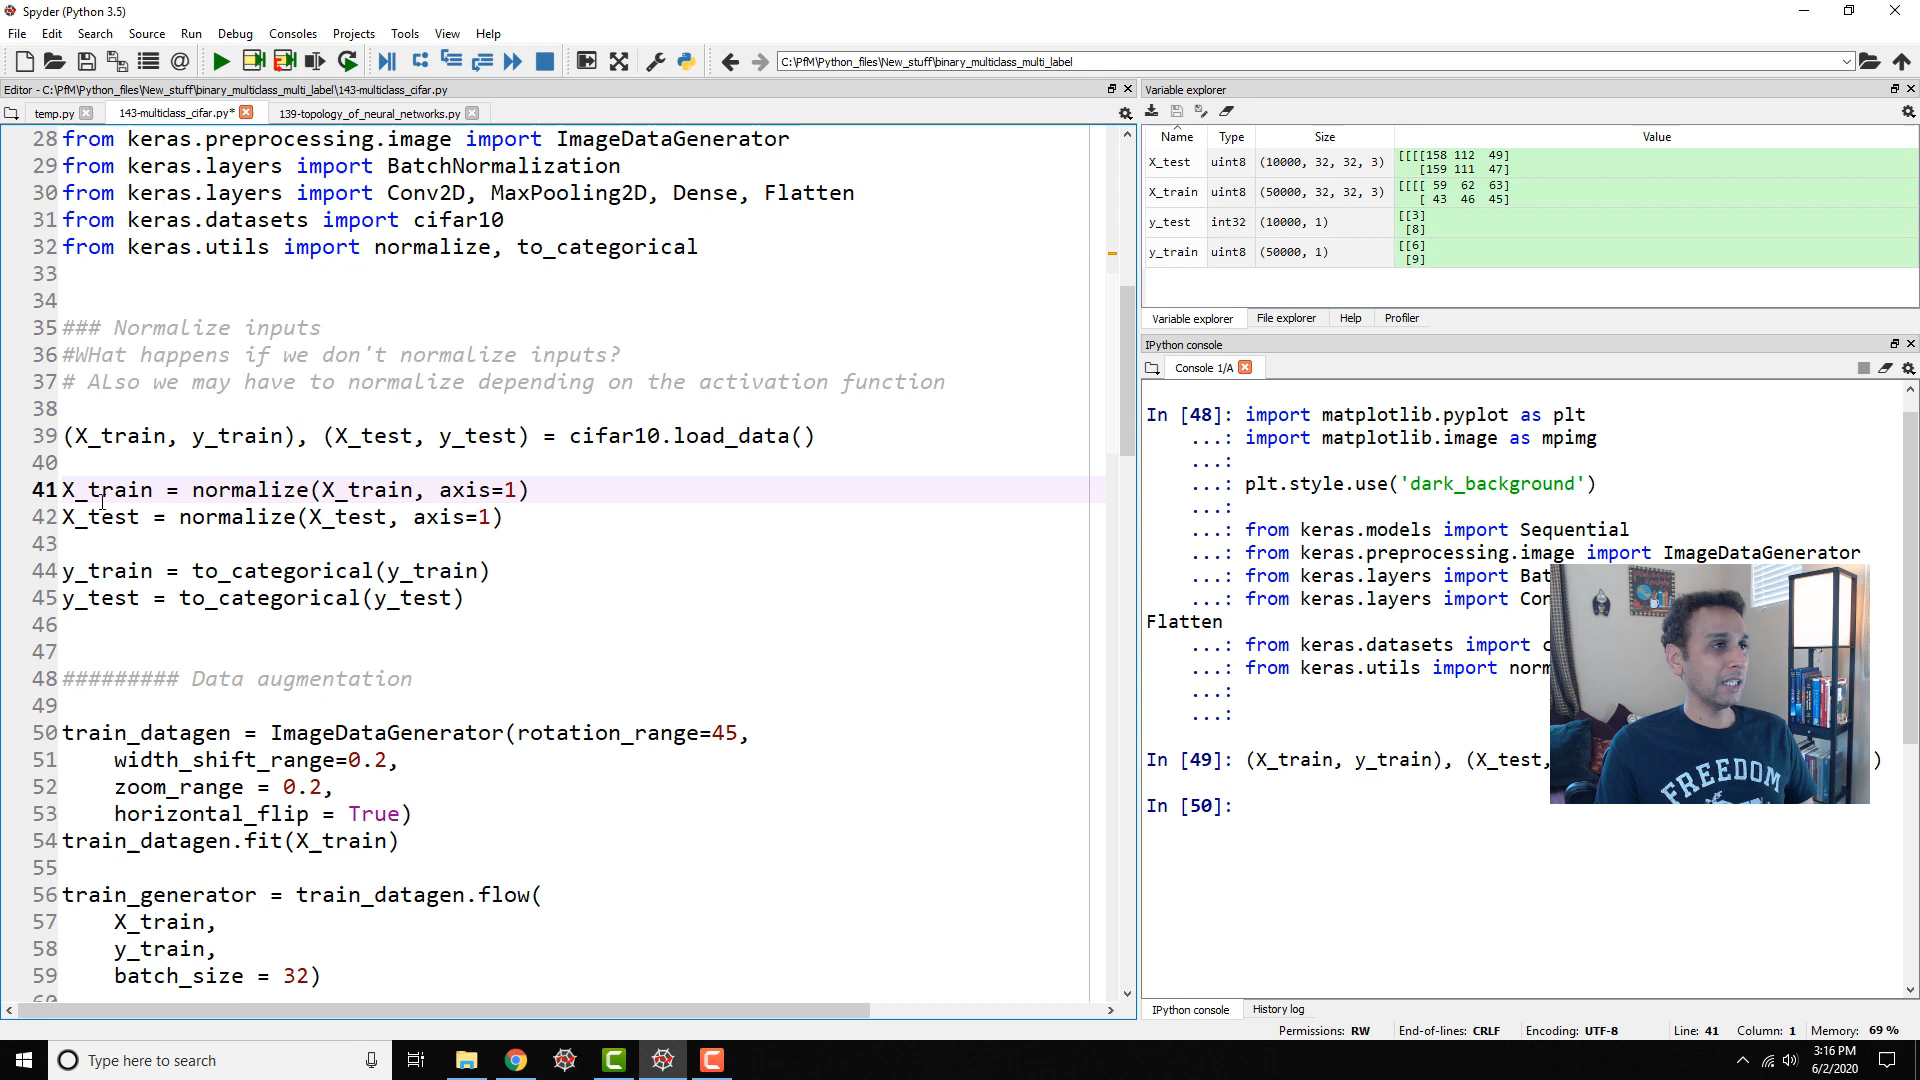 Spyder (Python 3.5)
File Edit Search Source Run Debug Consoles Projects Tools View Help
C:\PfM\Python_files\New_stuff\binary_multiclass_multi_label
Editor - C:\PfM\Python_files\New_stuff\binary_multiclass_multi_label\143-multiclass_cifar.py
temp.py 143-multiclass_cifar.py* 139-topology_of_neural_networks.py
28 from keras.preprocessing.image import ImageDataGenerator
29 from keras.layers import BatchNormalization
30 from keras.layers import Conv2D, MaxPooling2D, Dense, Flatten
31 from keras.datasets import cifar10
32 from keras.utils import normalize, to_categorical
33
34
35 ### Normalize inputs
36 #WHat happens if we don't normalize inputs?
37 # ALso we may have to normalize depending on the activation function
38
39 (X_train, y_train), (X_test, y_test) = cifar10.load_data()
40
41 X_train = normalize(X_train, axis=1)
42 X_test = normalize(X_test, axis=1)
43
44 y_train = to_categorical(y_train)
45 y_test = to_categorical(y_test)
46
47
48 ######### Data augmentation
49
50 train_datagen = ImageDataGenerator(rotation_range=45,
51 width_shift_range=0.2,
52 zoom_range = 0.2,
53 horizontal_flip = True)
54 train_datagen.fit(X_train)
55
56 train_generator = train_datagen.flow(
57 X_train,
58 y_train,
59 batch_size = 32)
60
Variable explorer
Name Type Size Value
X_test uint8 (10000, 32, 32, 3) [[[[158 112 49]
[159 111 47]
X_train uint8 (50000, 32, 32, 3) [[[[ 59 62 63]
[ 43 46 45]
y_test int32 (10000, 1) [[3]
[8]
y_train uint8 (50000, 1) [[6]
[9]
Variable explorer File explorer Help Profiler
IPython console
Console 1/A
In [48]: import matplotlib.pyplot as plt
...: import matplotlib.image as mpimg
...:
...: plt.style.use('dark_background')
...:
...: from keras.models import Sequential
...: from keras.preprocessing.image import ImageDataGenerator
...: from keras.layers import Bat
...: from keras.layers import Con
Flatten
...: from keras.datasets import c
...: from keras.utils import norm
...:
...:
In [49]: (X_train, y_train), (X_test, )
In [50]:
FREEDOM
IPython console History log
Permissions: RW End-of-lines: CRLF Encoding: UTF-8 Line: 41 Column: 1 Memory: 69 %
Type here to search
3:16 PM
6/2/2020